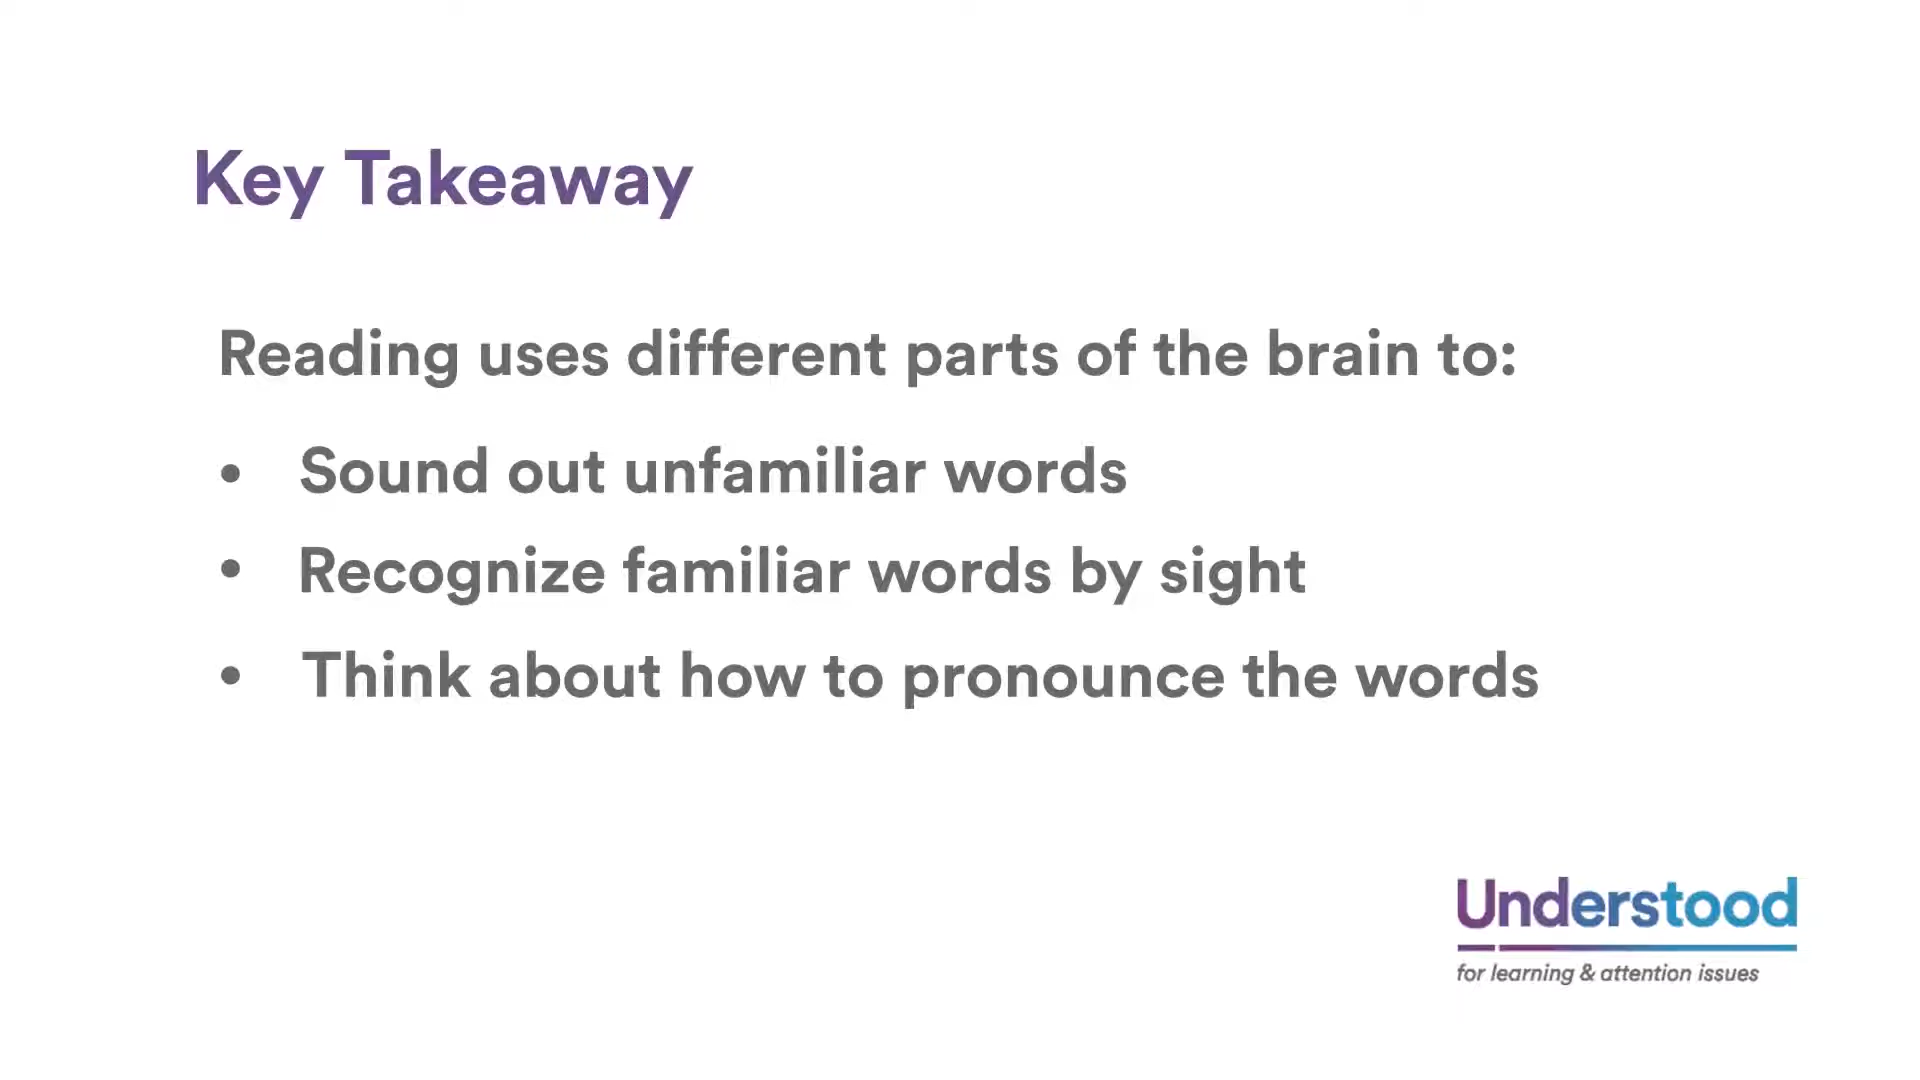 Key Takeaway
Reading uses different parts of the brain to:
• Sound out unfamiliar words
• Recognize familiar words by sight
• Think about how to pronounce the words
Understood
for learning & attention issues